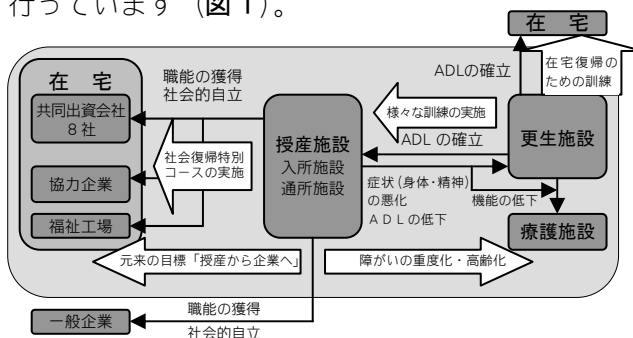 行っています（図1）。
在 宅
ADLの確立
在宅復帰の
ための訓練
在 宅
共同出資会社
8社
協力企業
福祉工場
職能の獲得
社会的自立
社会復帰特別
コースの実施
授産施設
入所施設
通所施設
様々な訓練の実施
ADLの確立
更生施設
症状（身体・精神）
の悪化
ADLの低下
機能の低下
療護施設
元来の目標「授産から企業へ」
障がいの重度化・高齢化
一般企業
職能の獲得
社会的自立